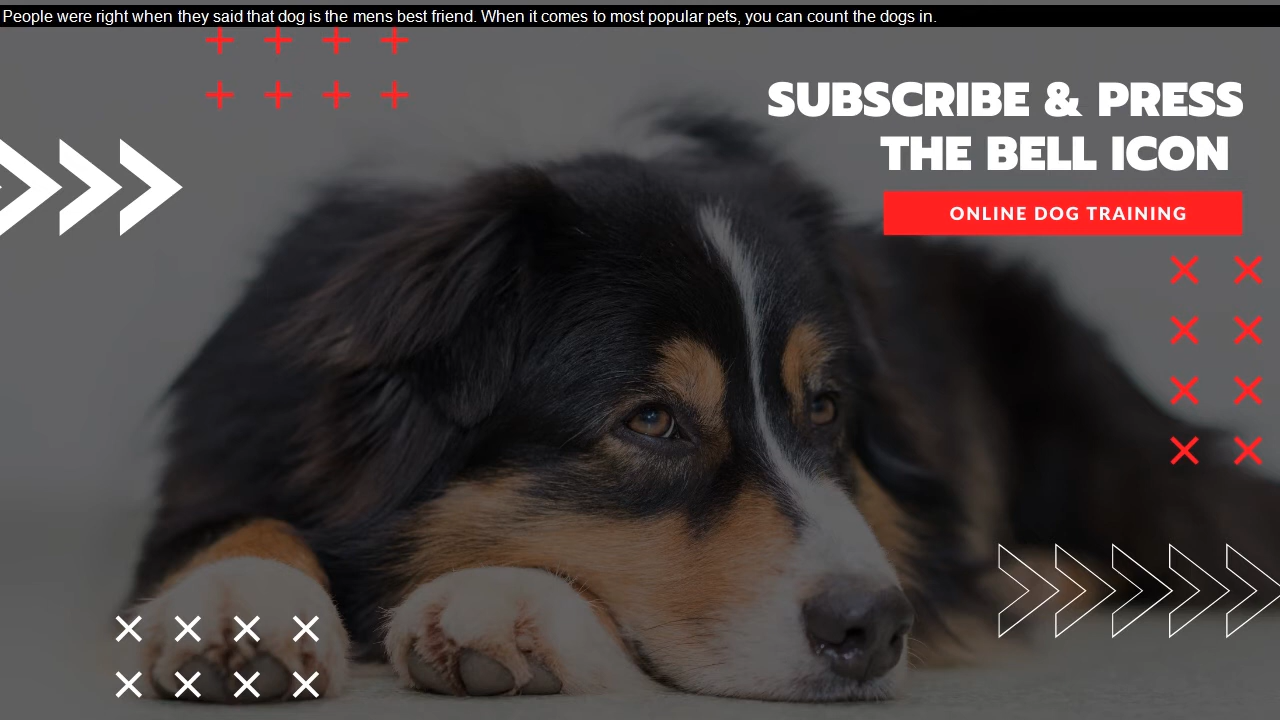 People were right when they said that dog is the mens best friend. When it comes to most popular pets, you can count the dogs in.
SUBSCRIBE & PRESS
THE BELL ICON
ONLINE DOG TRAINING